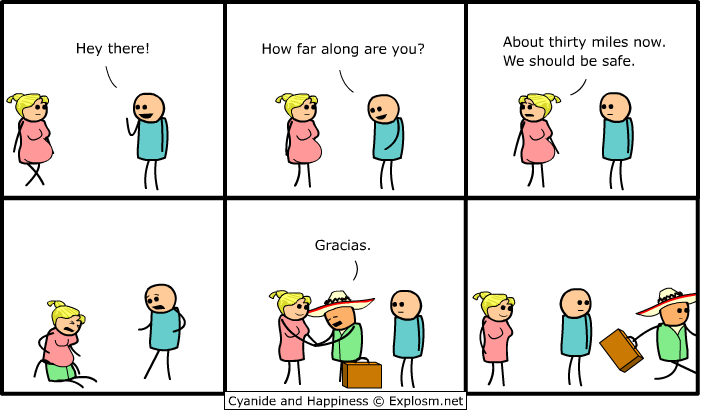 Hey there!
How far along are you?
About thirty miles now.
We should be safe.
Gracias.
Cyanide and Happiness © Explosm.net